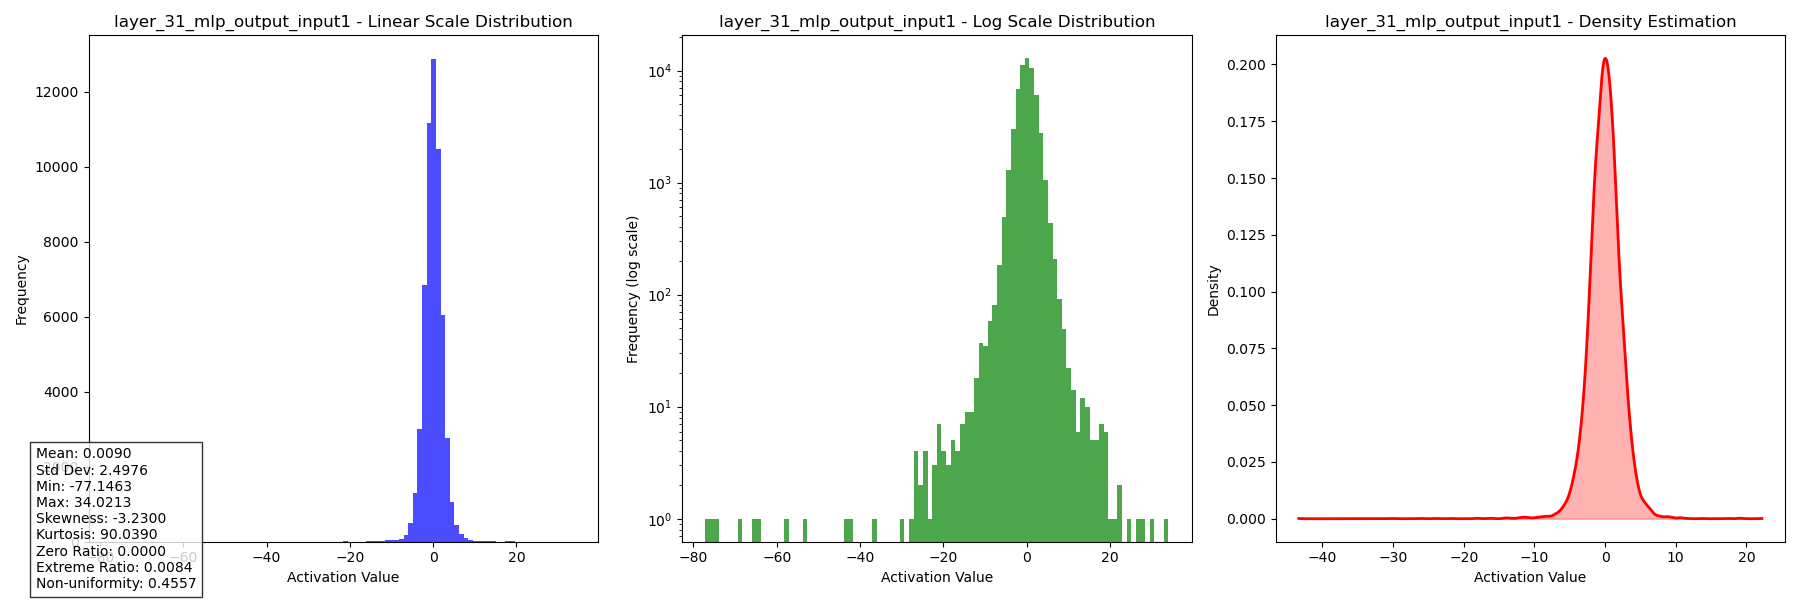 layer_31_mlp_output_input1 - Linear Scale Distribution
12000
10000
8000
6000
4000
2000
0
Frequency
−80
−60
−40
−20
0
20
Activation Value
Mean: 0.0090
Std Dev: 2.4976
Min: -77.1463
Max: 34.0213
Skewness: -3.2300
Kurtosis: 90.0390
Zero Ratio: 0.0000
Extreme Ratio: 0.0084
Non-uniformity: 0.4557
layer_31_mlp_output_input1 - Log Scale Distribution
10⁴
10³
10²
10¹
10⁰
Frequency (log scale)
−80
−60
−40
−20
0
20
Activation Value
layer_31_mlp_output_input1 - Density Estimation
0.200
0.175
0.150
0.125
0.100
0.075
0.050
0.025
0.000
Density
−40
−30
−20
−10
0
10
20
Activation Value